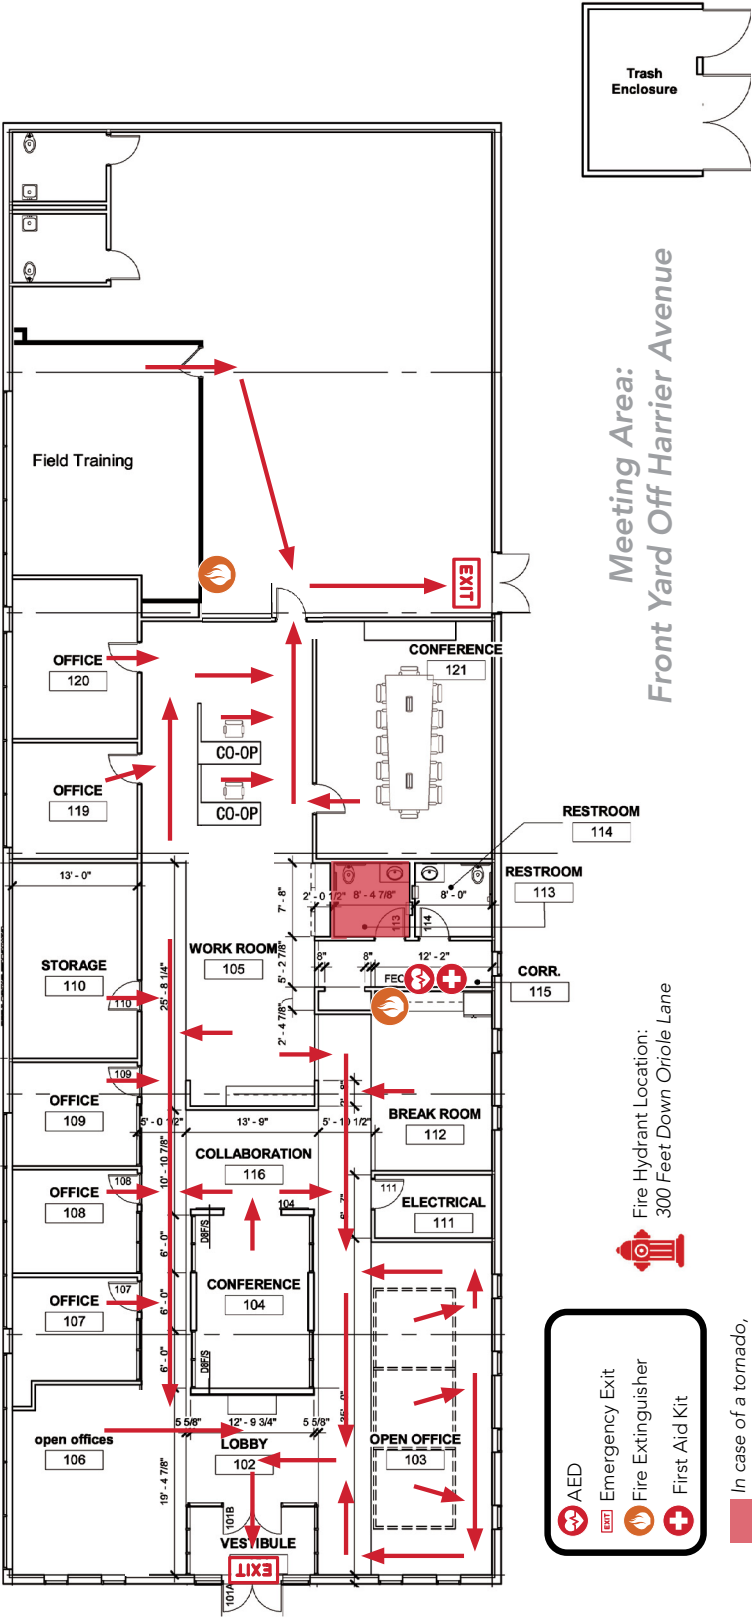 Trash
Enclosure
Field Training
Meeting Area:
Front Yard Off Harrier Avenue
EXIT
OFFICE
120
CONFERENCE
121
CO-OP
OFFICE
119
CO-OP
RESTROOM
114
13' - 0"
7' - 8"
2' - 0 1/2"
8' - 4 7/8"
8' - 0"
RESTROOM
113
113
114
STORAGE
110
110
25' - 8 1/4"
WORK ROOM
105
5' - 2 7/8"
8"
8"
12' - 2"
FEC
CORR.
115
2' - 4 7/8"
OFFICE
109
109
5' - 0 1/2"
13' - 9"
5' - 10 1/2"
BREAK ROOM
112
10' - 10 7/8"
COLLABORATION
116
OFFICE
108
108
104
111
ELECTRICAL
111
D8F/S
6' - 0"
OFFICE
107
107
6' - 0"
CONFERENCE
104
6' - 0"
D8F/S
open offices
106
5 5/8"
12' - 9 3/4"
5 5/8"
LOBBY
102
OPEN OFFICE
103
19' - 4 7/8"
101B
VESTIBULE
EXIT
101A
Fire Hydrant Location:
300 Feet Down Oriole Lane
AED
EXIT Emergency Exit
Fire Extinguisher
First Aid Kit
In case of a tornado,